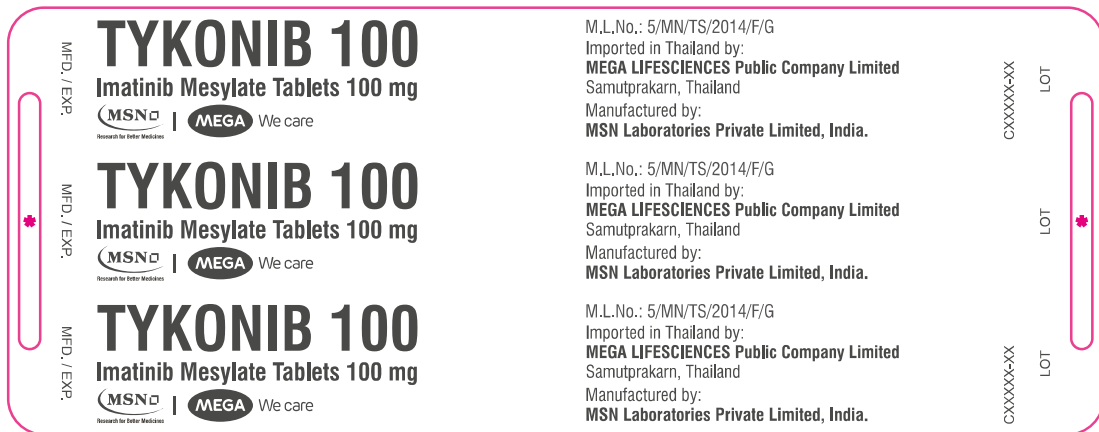 MFD. / EXP.
TYKONIB 100
Imatinib Mesylate Tablets 100 mg
MSN
Research for Better Medicines
MEGA We care
M.L.No.: 5/MN/TS/2014/F/G
Imported in Thailand by:
MEGA LIFESCIENCES Public Company Limited
Samutprakarn, Thailand
Manufactured by:
MSN Laboratories Private Limited, India.
CXXXXX-XX
LOT
MFD. / EXP.
TYKONIB 100
Imatinib Mesylate Tablets 100 mg
MSN
Research for Better Medicines
MEGA We care
M.L.No.: 5/MN/TS/2014/F/G
Imported in Thailand by:
MEGA LIFESCIENCES Public Company Limited
Samutprakarn, Thailand
Manufactured by:
MSN Laboratories Private Limited, India.
LOT
MFD. / EXP.
TYKONIB 100
Imatinib Mesylate Tablets 100 mg
MSN
Research for Better Medicines
MEGA We care
M.L.No.: 5/MN/TS/2014/F/G
Imported in Thailand by:
MEGA LIFESCIENCES Public Company Limited
Samutprakarn, Thailand
Manufactured by:
MSN Laboratories Private Limited, India.
CXXXXX-XX
LOT